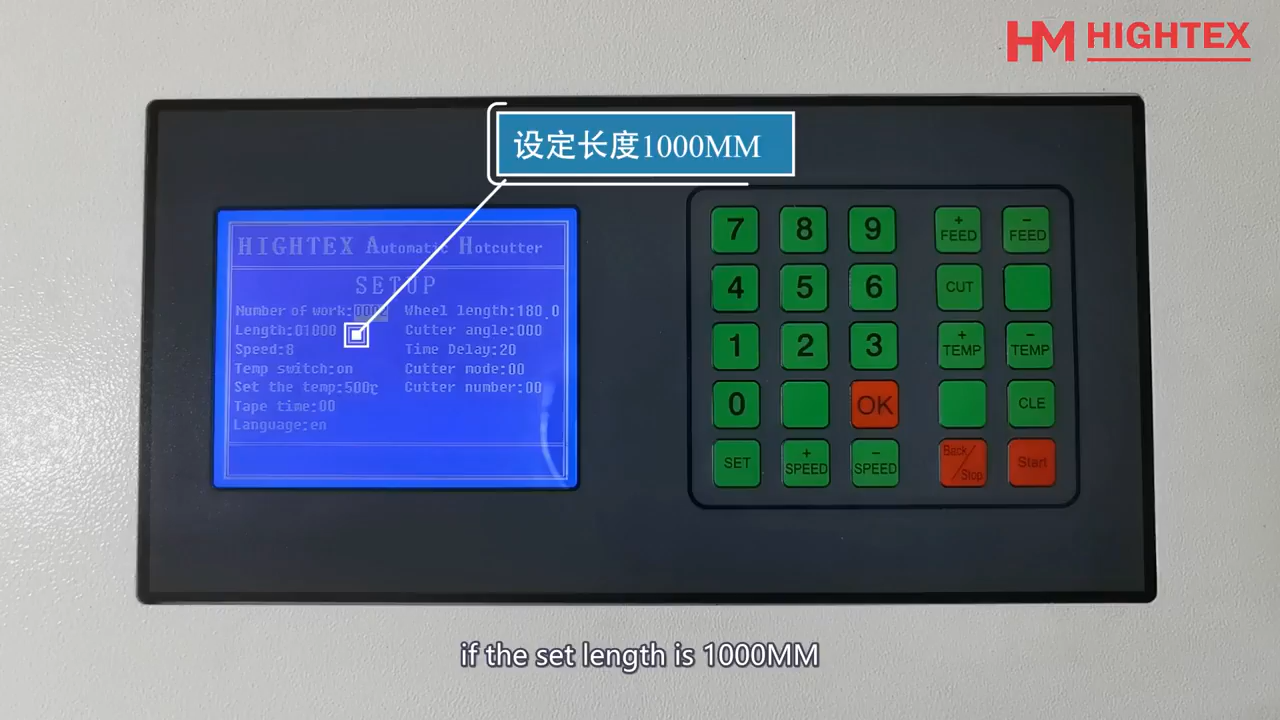 HM HIGHTEX
设定长度1000MM
HIGHTEX Automatic Hotcutter
SETUP
Number of work:
Wheel length:180.0
Length:01000
Cutter angle:000
Speed:8
Time Delay:20
Temp switch:on
Cutter mode:00
Set the temp:500℃
Cutter number:00
Tape time:00
Language:en
7 8 9 + FEED - FEED
4 5 6 CUT
1 2 3 + TEMP - TEMP
0 OK CLE
SET + SPEED - SPEED Back/Stop Start
if the set length is 1000MM